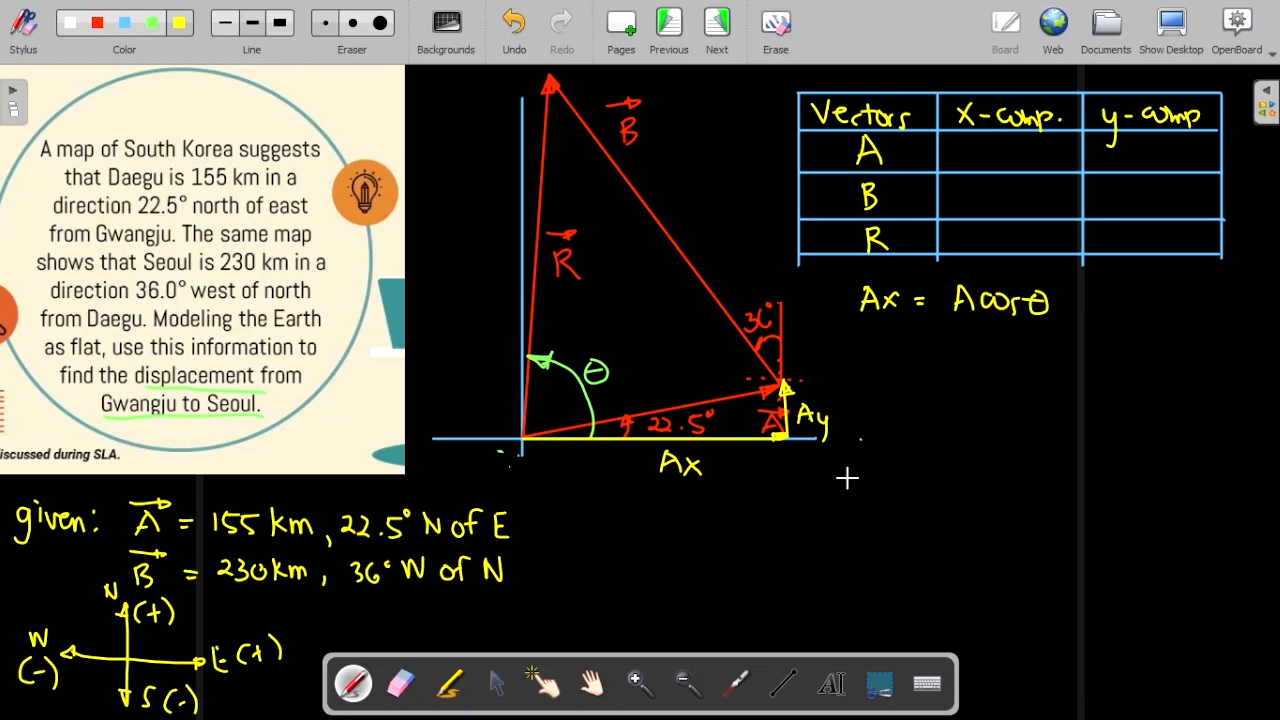 Stylus
Color
Line
Eraser
Backgrounds
Undo
Redo
Pages
Previous
Next
Erase
Board
Web
Documents
Show Desktop
OpenBoard
A map of South Korea suggests
that Daegu is 155 km in a
direction 22.5° north of east
from Gwangju. The same map
shows that Seoul is 230 km in a
direction 36.0° west of north
from Daegu. Modeling the Earth
as flat, use this information to
find the displacement from
Gwangju to Seoul.
iscussed during SLA.
B
R
36°
θ
22.5°
A
Ay
Ax
Vectors x-comp. y-comp
A
B
R
Ax = A cos θ
given: A = 155 km, 22.5° N of E
B = 230km, 36° W of N
N
(+)
W
(-)
E (+)
S (-)